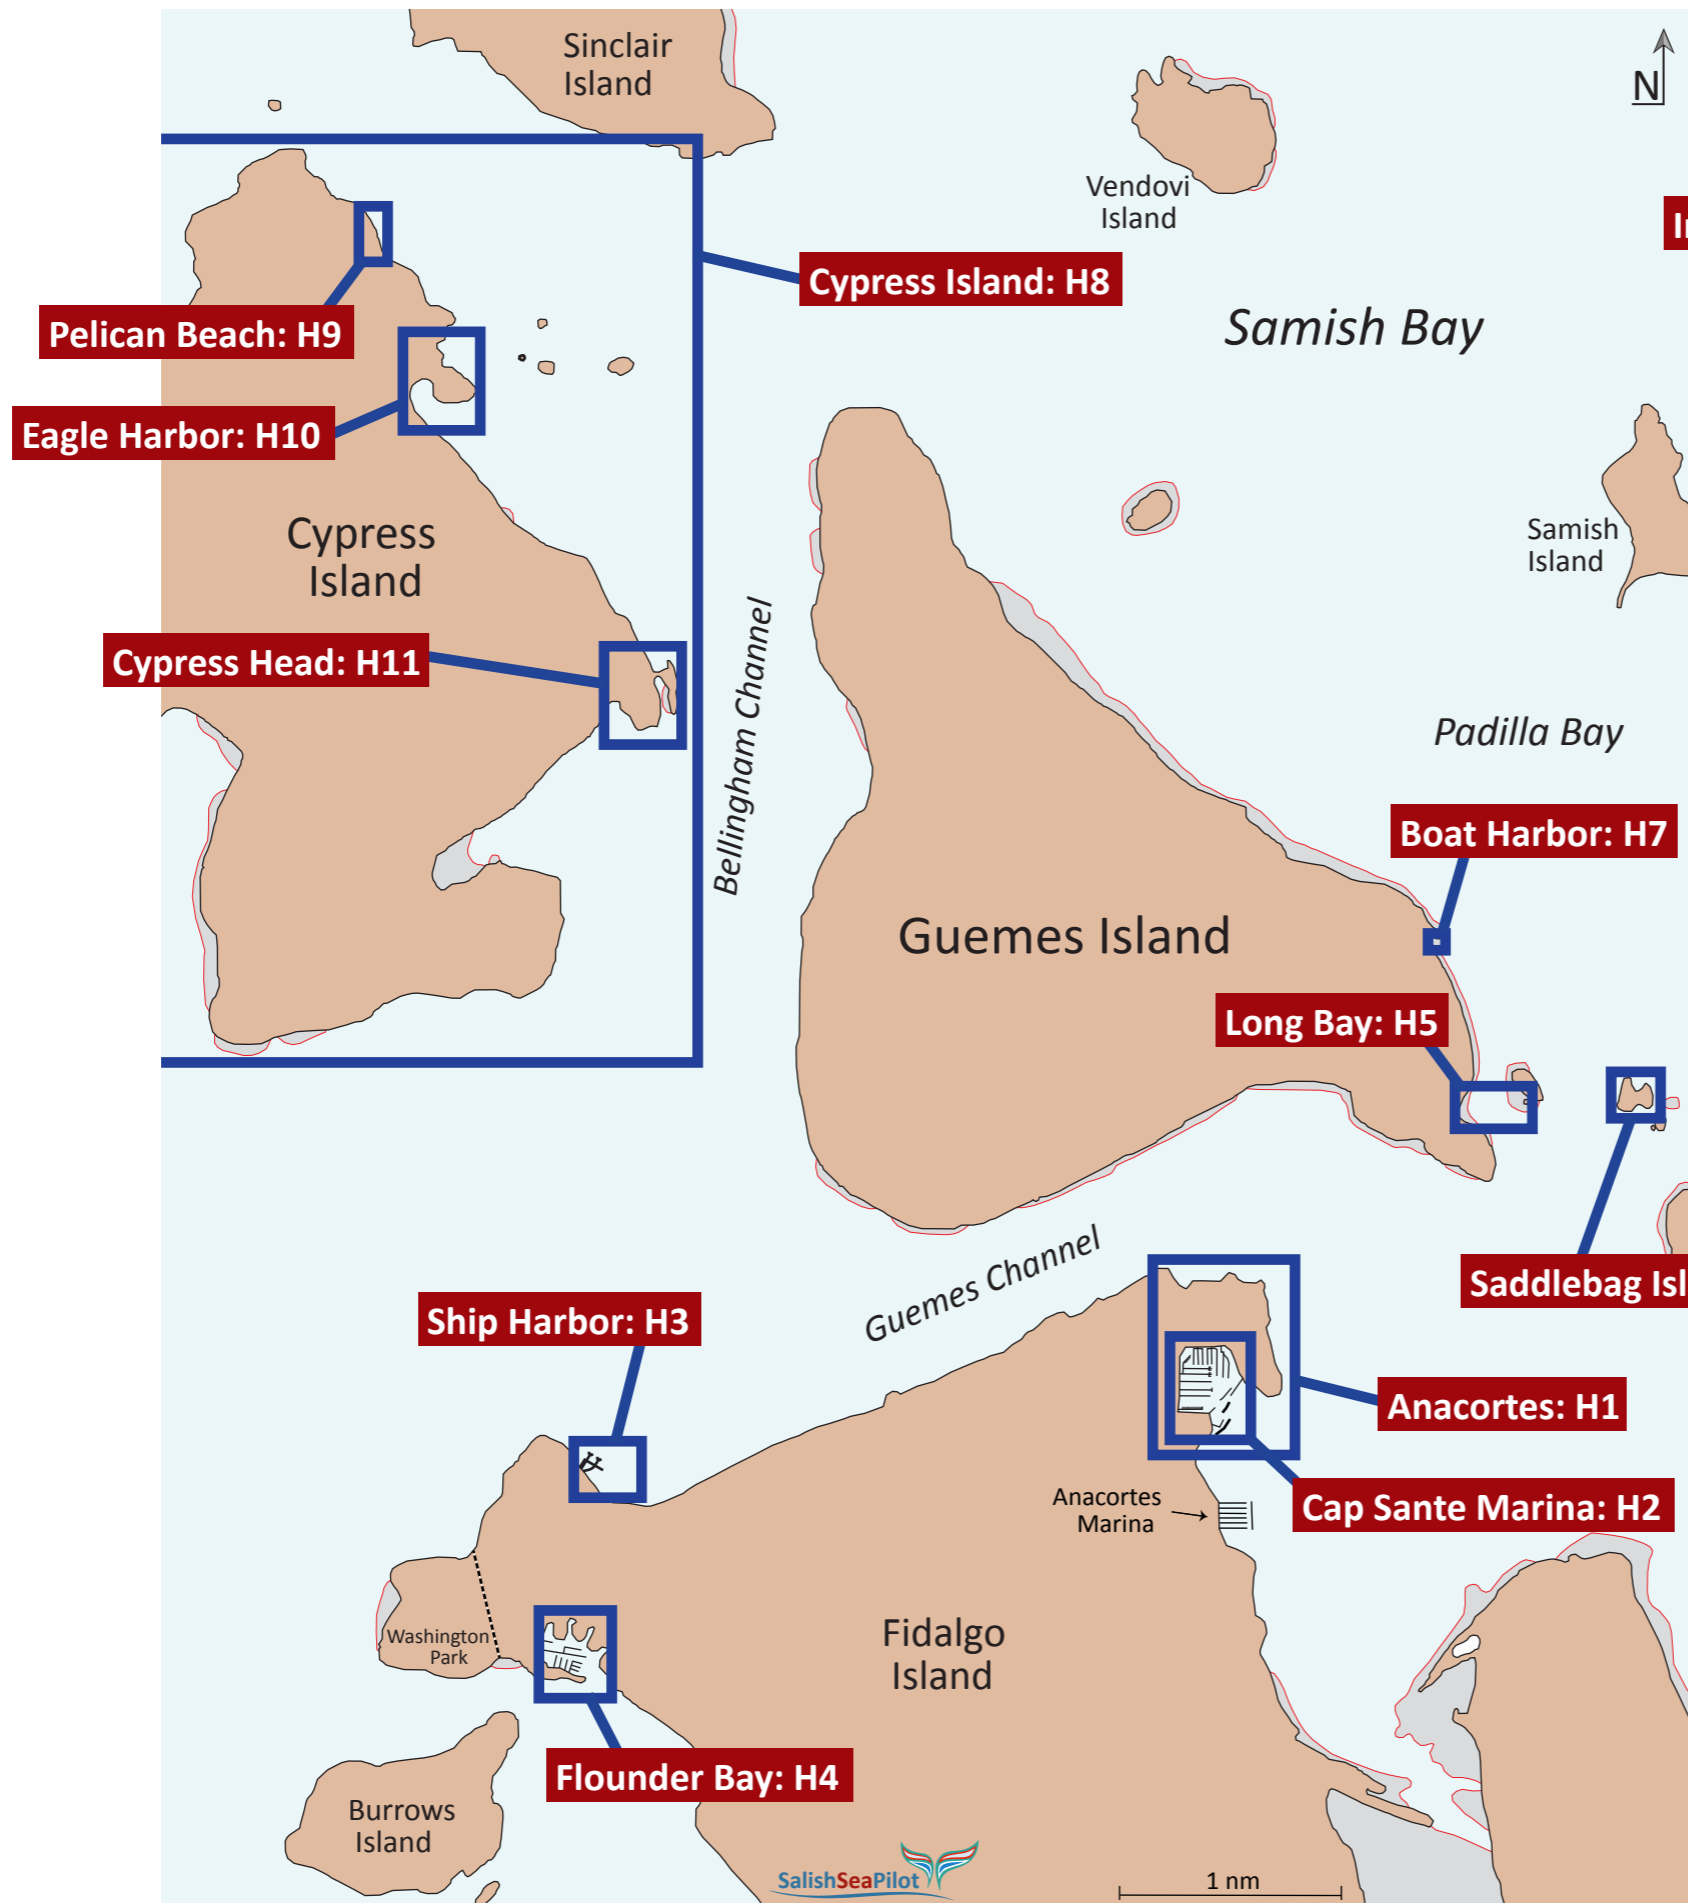 Sinclair
Island
N
Vendovi
Island
Cypress Island: H8
Samish Bay
Pelican Beach: H9
Eagle Harbor: H10
Cypress
Island
Samish
Island
Cypress Head: H11
Bellingham Channel
Padilla Bay
Boat Harbor: H7
Guemes Island
Long Bay: H5
Guemes Channel
Saddlebag Isl
Ship Harbor: H3
Anacortes: H1
Anacortes
Marina
Cap Sante Marina: H2
Washington
Park
Fidalgo
Island
Flounder Bay: H4
Burrows
Island
SalishSeaPilot
1 nm